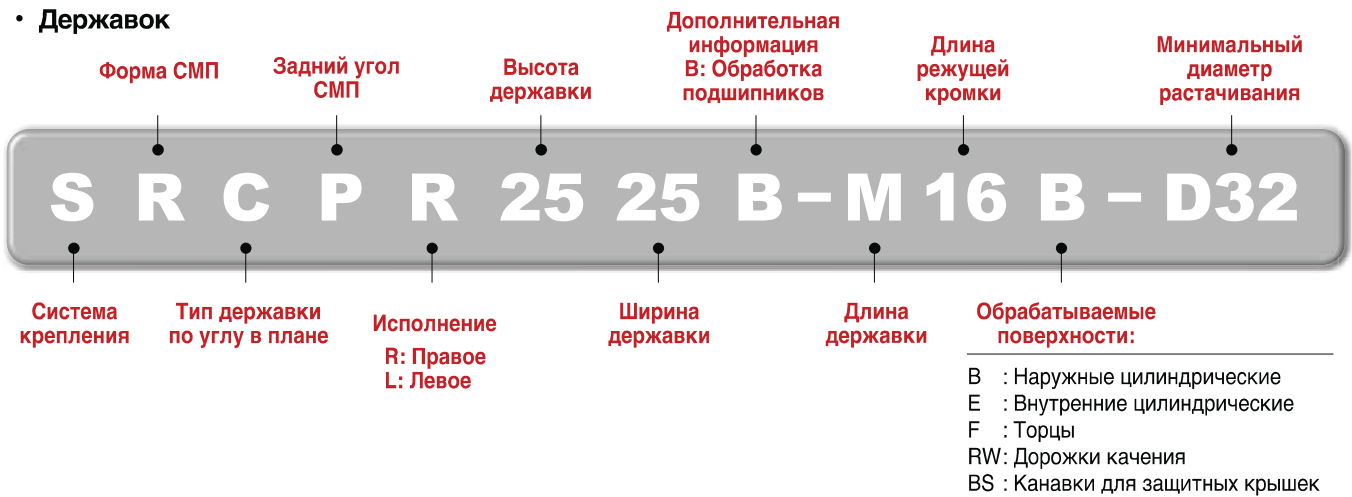 • Державок
Форма СМП
Задний угол
СМП
Высота
державки
Дополнительная
информация
B: Обработка
подшипников
Длина
режущей
кромки
Минимальный
диаметр
растачивания
S R C P R 25 25 B – M 16 B – D32
Система
крепления
Тип державки
по углу в плане
Исполнение
R: Правое
L: Левое
Ширина
державки
Длина
державки
Обрабатываемые
поверхности:
B : Наружные цилиндрические
E : Внутренние цилиндрические
F : Торцы
RW : Дорожки качения
BS : Канавки для защитных крышек